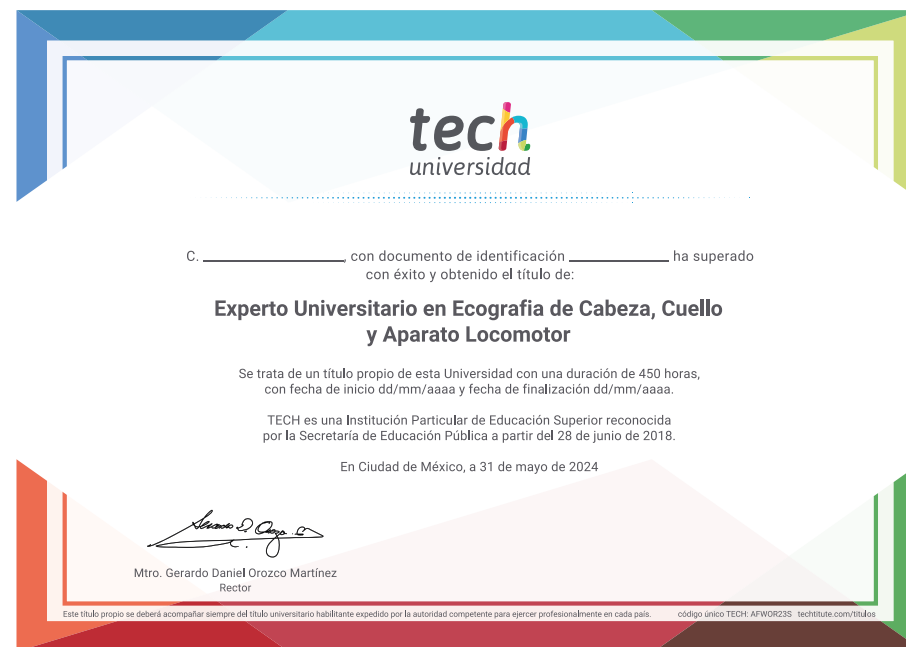 tech
universidad
C. ____________, con documento de identificación ____________ ha superado
con éxito y obtenido el título de:
Experto Universitario en Ecografia de Cabeza, Cuello
y Aparato Locomotor
Se trata de un título propio de esta Universidad con una duración de 450 horas,
con fecha de inicio dd/mm/aaaa y fecha de finalización dd/mm/aaaa.
TECH es una Institución Particular de Educación Superior reconocida
por la Secretaría de Educación Pública a partir del 28 de junio de 2018.
En Ciudad de México, a 31 de mayo de 2024
Mtro. Gerardo Daniel Orozco Martínez
Rector
Este título propio se deberá acompañar siempre del título universitario habilitante expedido por la autoridad competente para ejercer profesionalmente en cada país. código único TECH: AFWOR23S techtitute.com/titulos